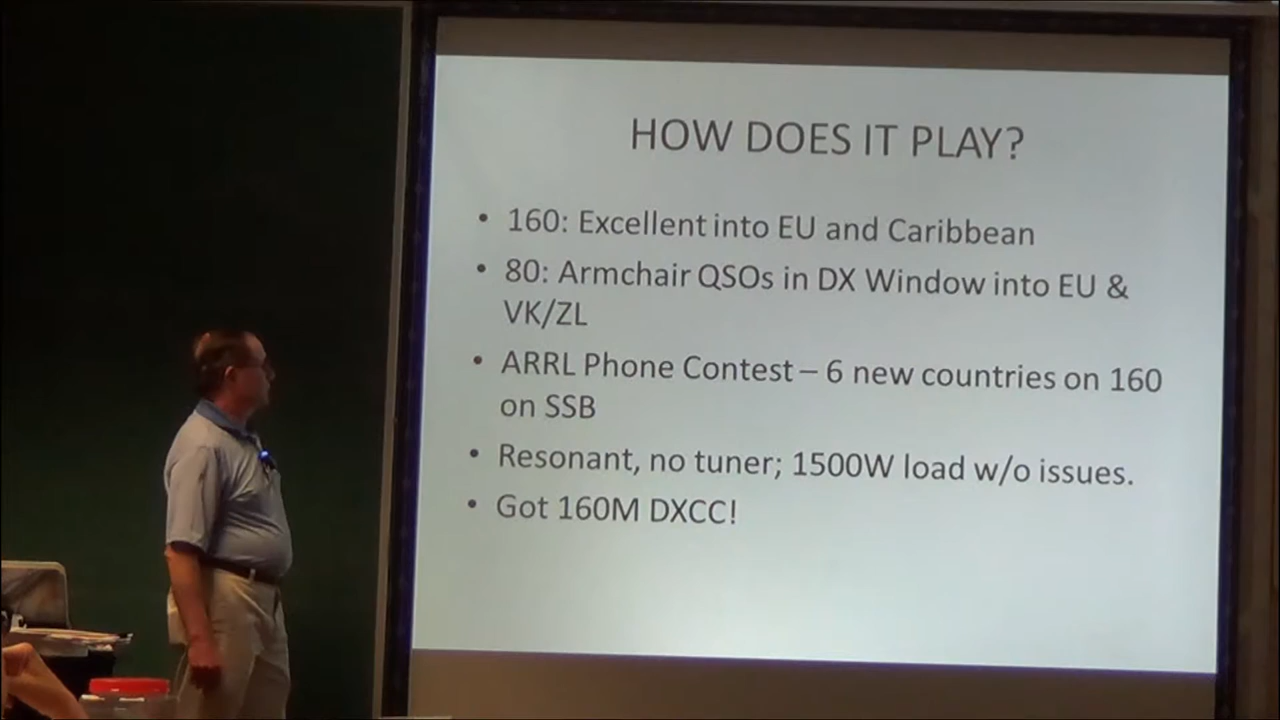 HOW DOES IT PLAY?
• 160: Excellent into EU and Caribbean
• 80: Armchair QSOs in DX Window into EU &
VK/ZL
• ARRL Phone Contest – 6 new countries on 160
on SSB
• Resonant, no tuner; 1500W load w/o issues.
• Got 160M DXCC!